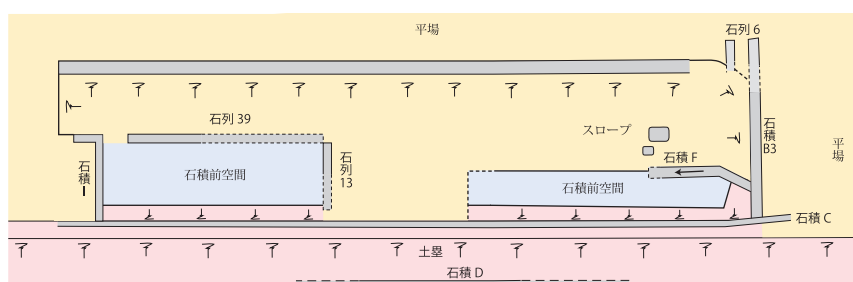 平場
石列 6
石列 39
スロープ
石積
B3
平場
石積 F
石積
I
石積前空間
石列
13
石積前空間
石積 C
土塁
石積 D